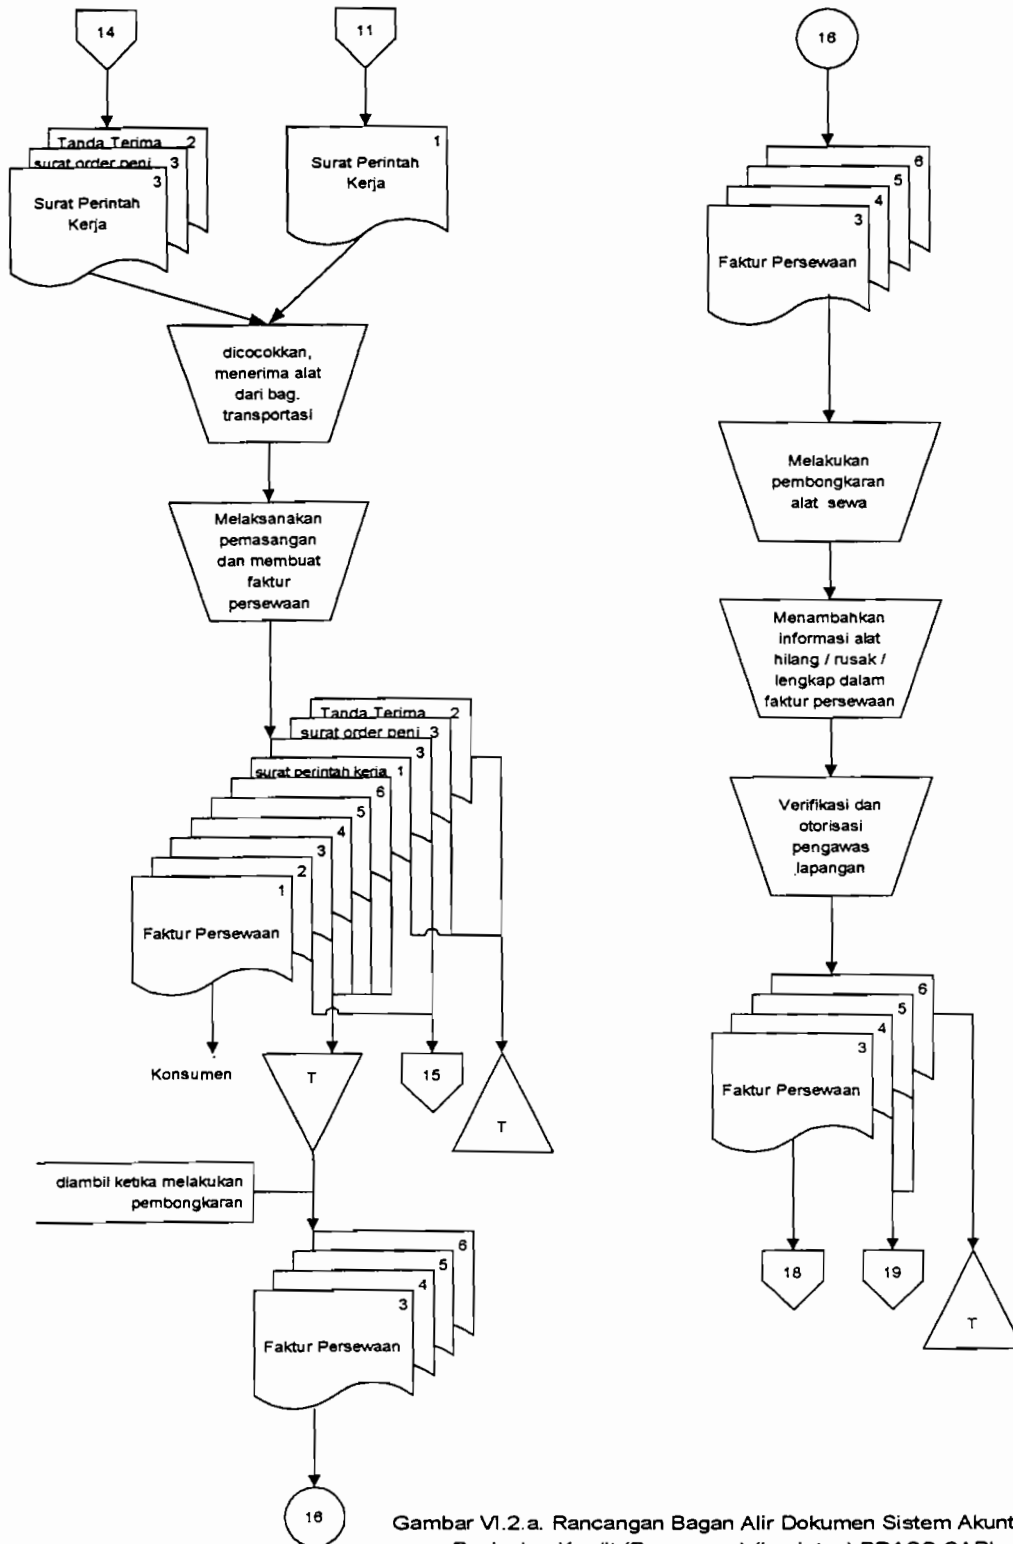 14
11
Tanda Terima 2
surat order peni 3
3
Surat Perintah
Kerja
1
Surat Perintah
Kerja
dicocokkan,
menerima alat
dari bag.
transportasi
Melaksanakan
pemasangan
dan membuat
faktur
persewaan
Tanda Terima 2
surat order peni 3
3
surat perintah kerja 1
6
5
4
3
2
1
Faktur Persewaan
Konsumen
T
15
T
diambil ketika melakukan
pembongkaran
6
5
4
3
Faktur Persewaan
16
16
6
5
4
3
Faktur Persewaan
Melakukan
pembongkaran
alat sewa
Menambahkan
informasi alat
hilang / rusak /
lengkap dalam
faktur persewaan
Verifikasi dan
otorisasi
pengawas
lapangan
6
5
4
3
Faktur Persewaan
18
19
T
Gambar VI.2.a. Rancangan Bagan Alir Dokumen Sistem Akunt